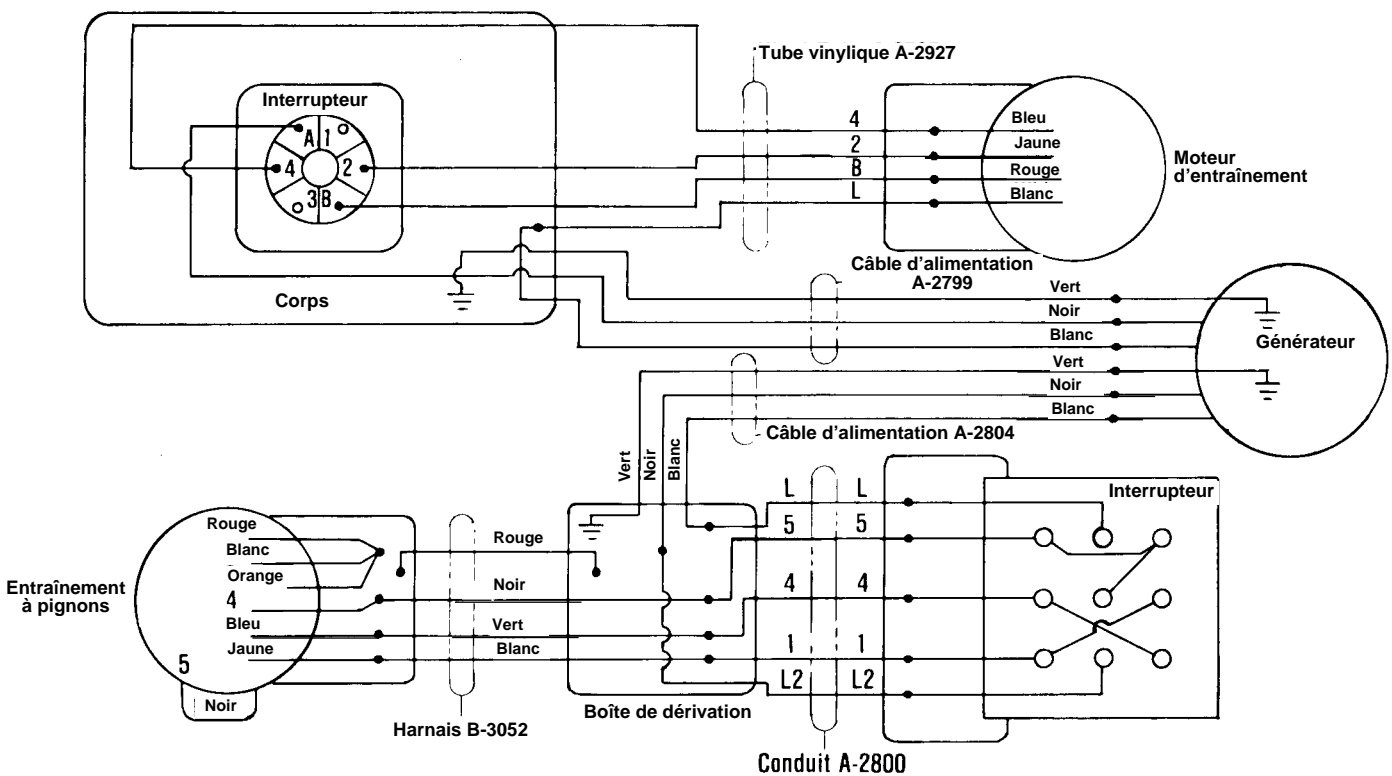 Tube vinylique A-2927
Interrupteur
A
1
4
2
3
B
Corps
4
2
B
L
Bleu
Jaune
Rouge
Blanc
Moteur
d'entraînement
Câble d'alimentation
A-2799
Vert
Noir
Blanc
Vert
Noir
Blanc
Générateur
Câble d'alimentation A-2804
Vert
Noir
Blanc
Rouge
Blanc
Orange
4
Bleu
Jaune
5
Noir
Entraînement
à pignons
Rouge
Noir
Vert
Blanc
Harnais B-3052
Boîte de dérivation
L
5
4
1
L2
L
5
4
1
L2
Interrupteur
Conduit A-2800